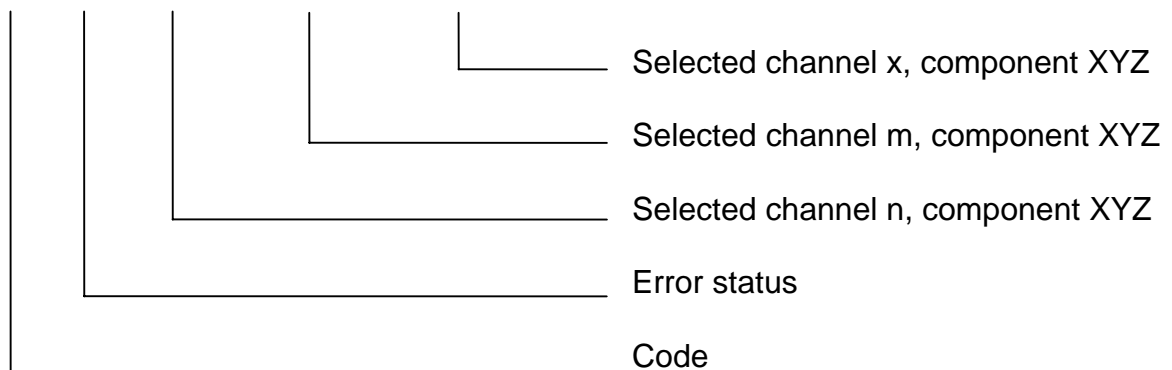 Selected channel x, component XYZ
Selected channel m, component XYZ
Selected channel n, component XYZ
Error status
Code